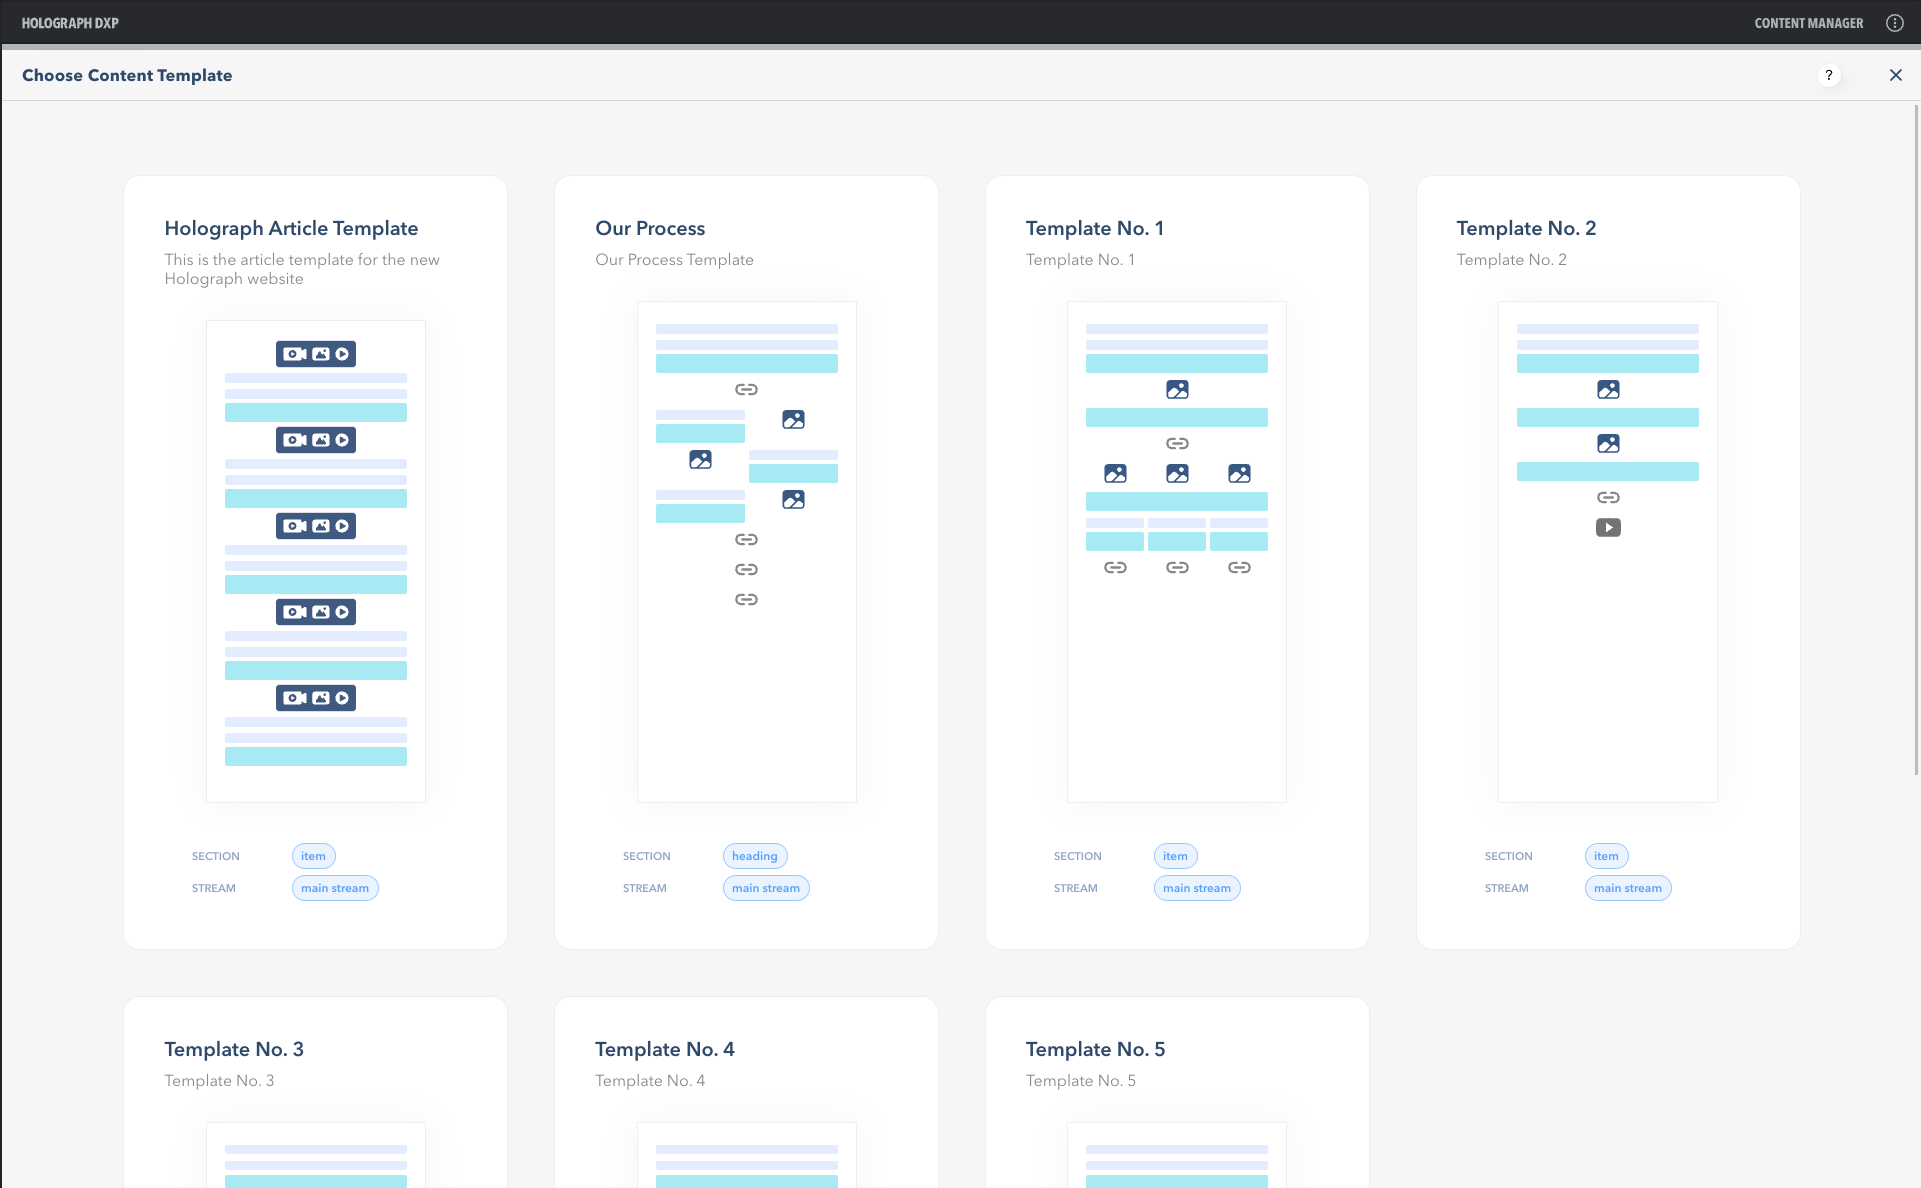 HOLOGRAPH DXP
CONTENT MANAGER
Choose Content Template
?
Holograph Article Template
This is the article template for the new
Holograph website
SECTION item
STREAM main stream
Our Process
Our Process Template
SECTION heading
STREAM main stream
Template No. 1
Template No. 1
SECTION item
STREAM main stream
Template No. 2
Template No. 2
SECTION item
STREAM main stream
Template No. 3
Template No. 3
Template No. 4
Template No. 4
Template No. 5
Template No. 5